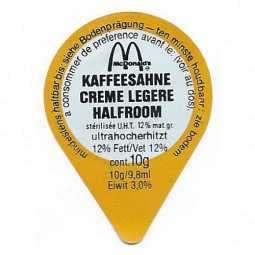 mindestens haltbar bis: siehe Bodenprägung — ten minste houdbaar: zie bodem
a consommer de preference avant le: (voir au dos)
McDonald's
KAFFEESAHNE
CREME LEGERE
HALFROOM
stérilisée U.H.T. 12% mat.gr.
ultrahocherhitzt
12% Fett/Vet 12%
cont. 10g
10g/9,8ml
Eiwit 3,0%